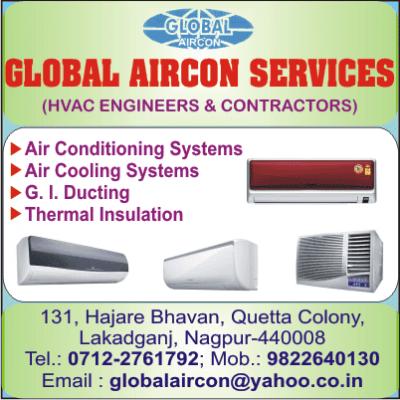 GLOBAL
AIRCON
GLOBAL AIRCON SERVICES
(HVAC ENGINEERS & CONTRACTORS)
Air Conditioning Systems
Air Cooling Systems
G. I. Ducting
Thermal Insulation
131, Hajare Bhavan, Quetta Colony,
Lakadganj, Nagpur-440008
Tel.: 0712-2761792; Mob.: 9822640130
Email : globalaircon@yahoo.co.in